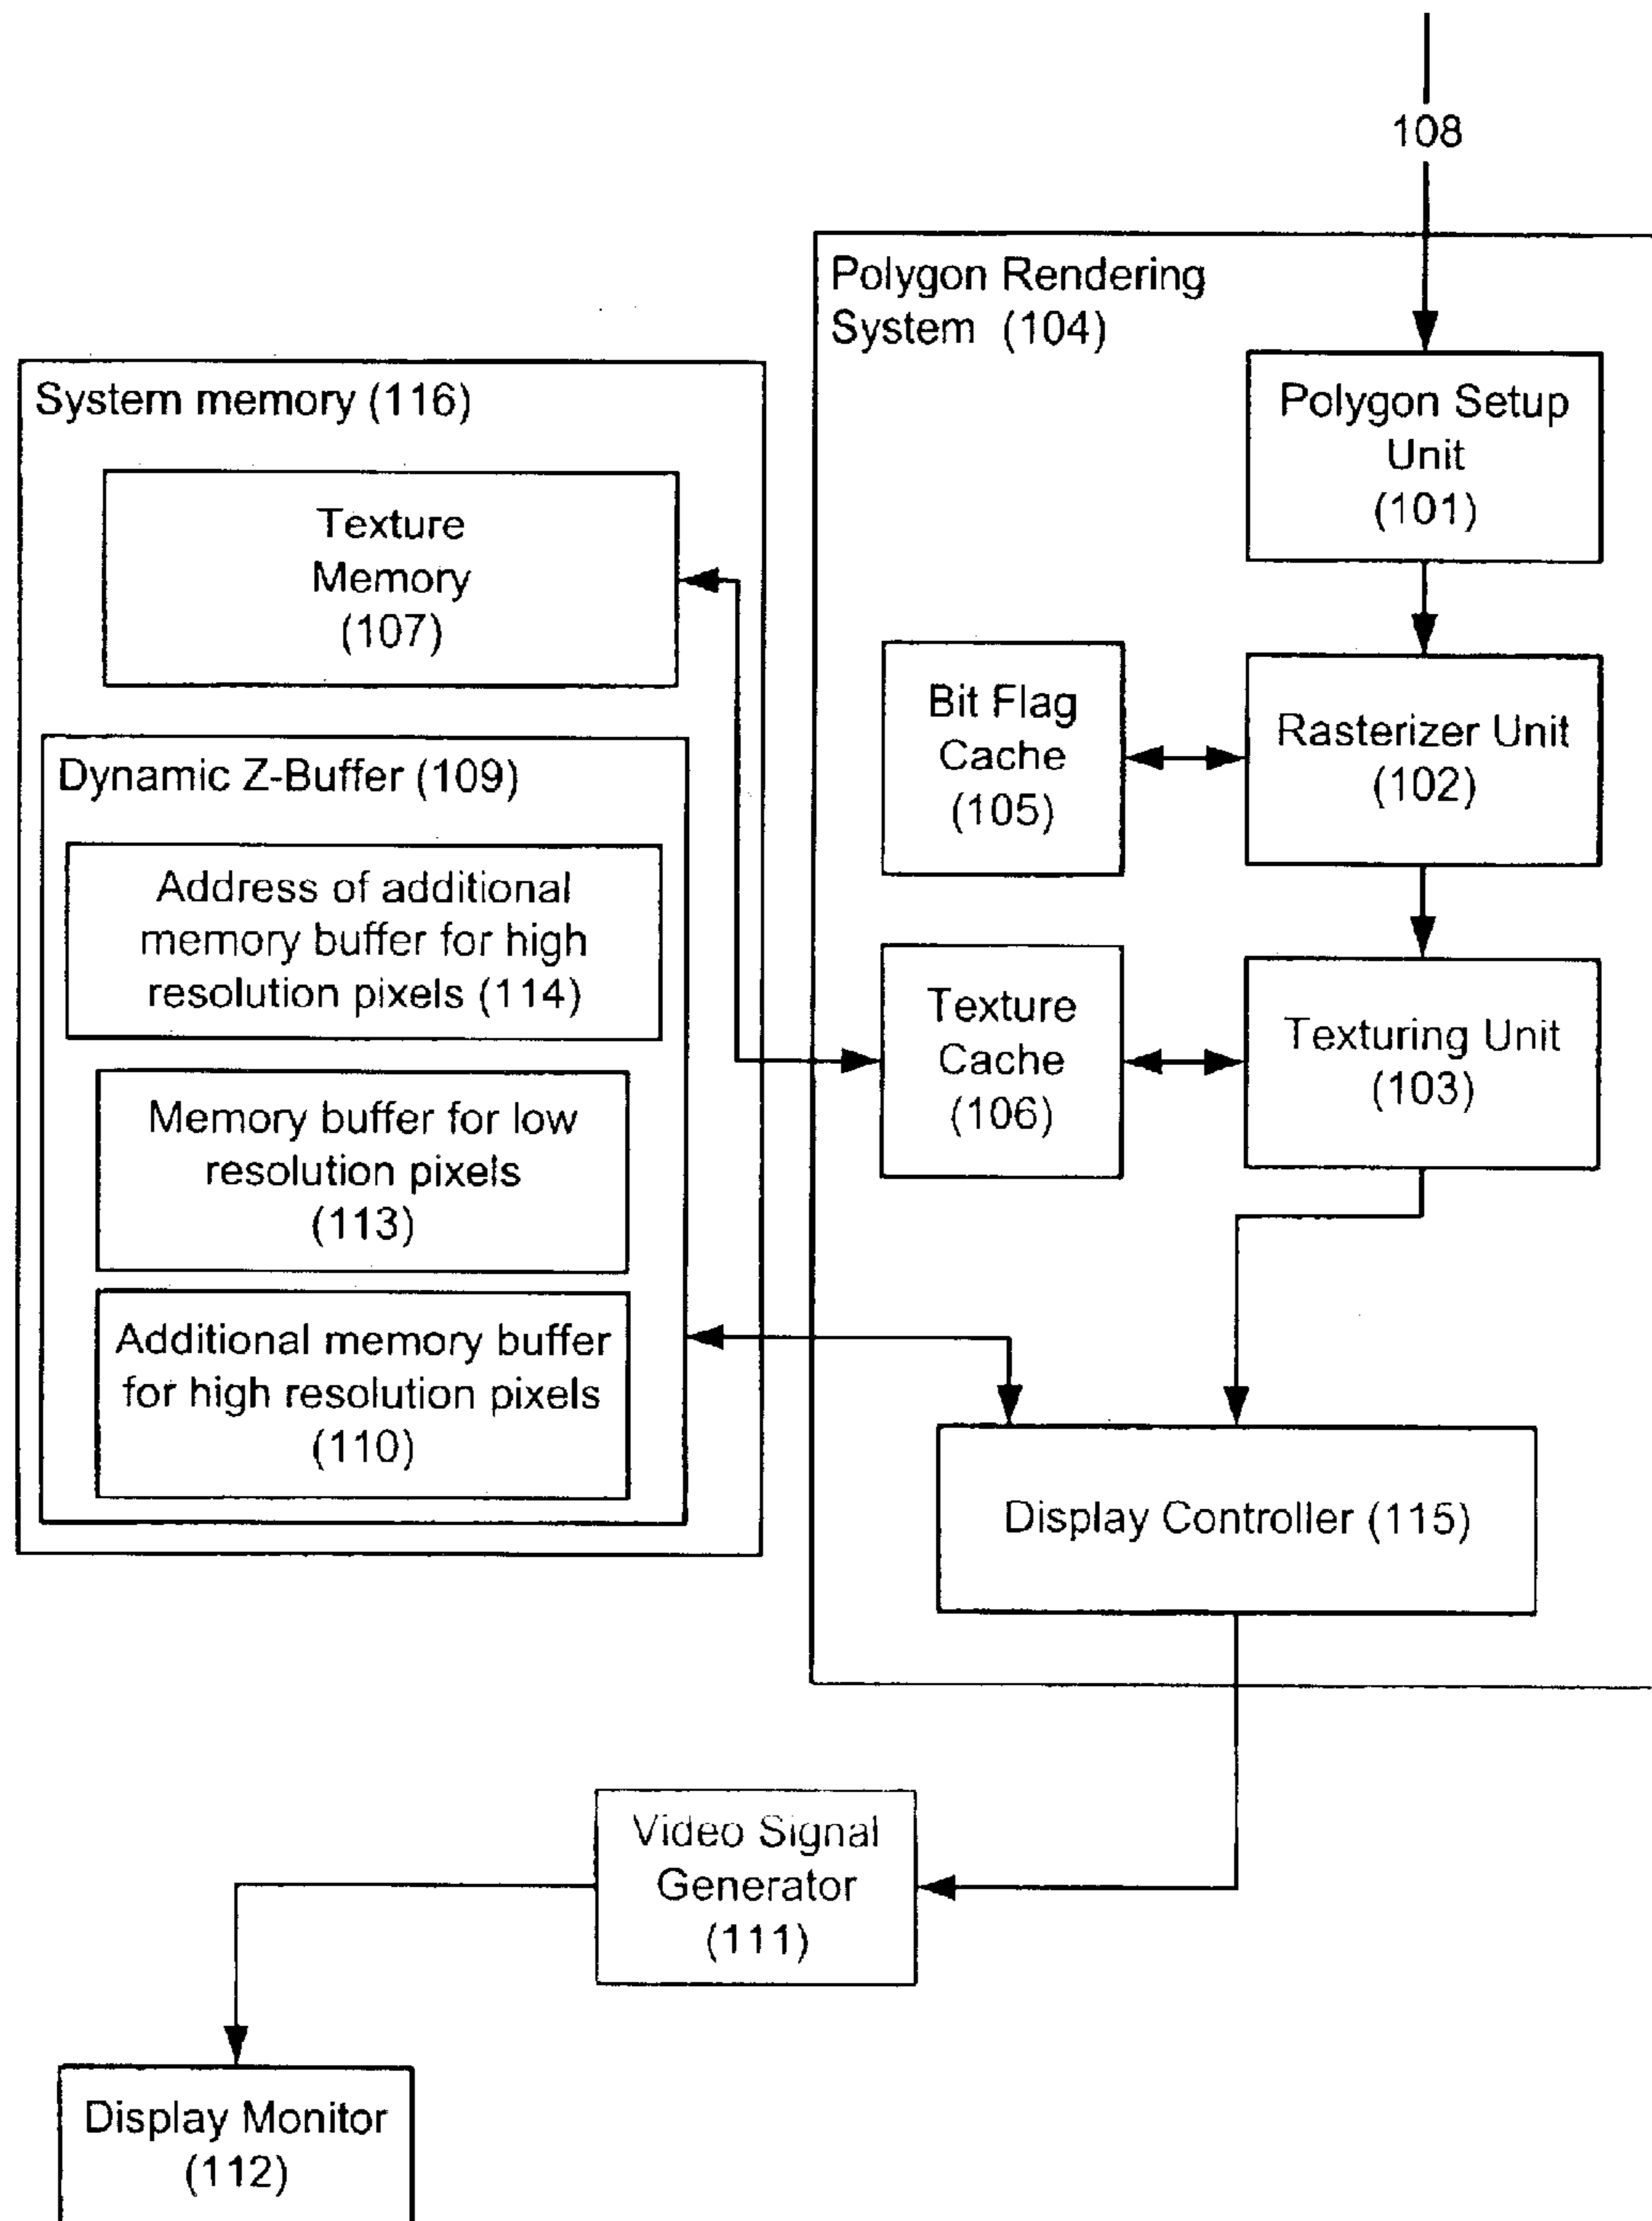 108
Polygon Rendering
System (104)
Polygon Setup
Unit
(101)
System memory (116)
Texture
Memory
(107)
Bit Flag
Cache
(105)
Rasterizer Unit
(102)
Dynamic Z-Buffer (109)
Address of additional
memory buffer for high
resolution pixels (114)
Texture
Cache
(106)
Texturing Unit
(103)
Memory buffer for low
resolution pixels
(113)
Additional memory buffer
for high resolution pixels
(110)
Display Controller (115)
Video Signal
Generator
(111)
Display Monitor
(112)